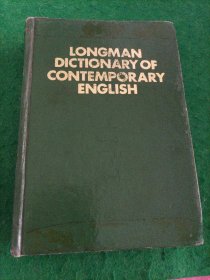 LONGMAN
DICTIONARY OF
CONTEMPORARY
ENGLISH